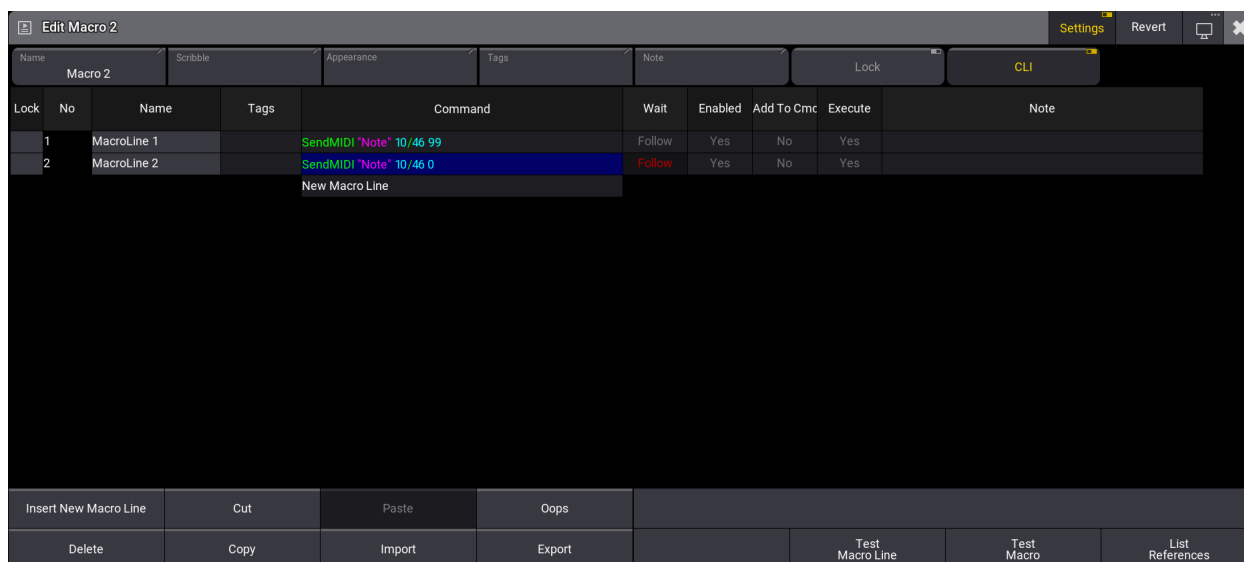 Edit Macro 2
Settings
Revert
Name
Macro 2
Scribble
Appearance
Tags
Note
Lock
CLI
Lock No Name Tags Command Wait Enabled Add To Cmd Execute Note
1 MacroLine 1 SendMIDI "Note" 10/46 99 Follow Yes No Yes
2 MacroLine 2 SendMIDI "Note" 10/46 0 Follow Yes No Yes
New Macro Line
Insert New Macro Line Cut Paste Oops
Delete Copy Import Export
Test
Macro Line
Test
Macro
List
References